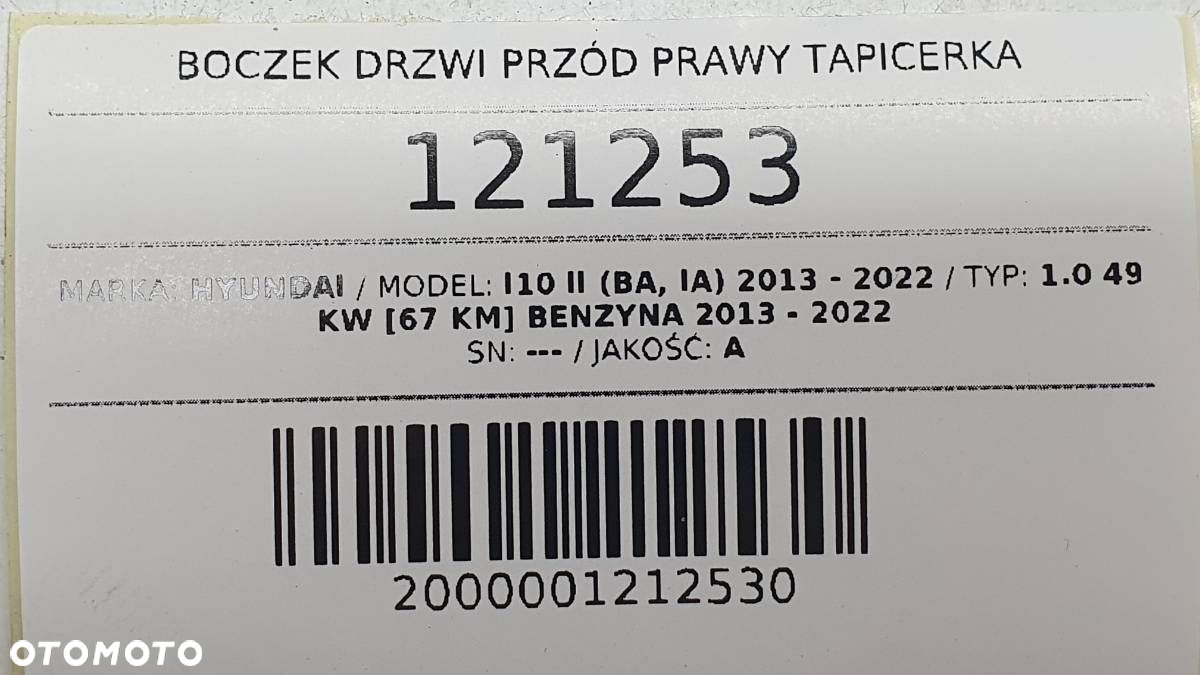 BOCZEK DRZWI PRZÓD PRAWY TAPICERKA
121253
MARKA: HYUNDAI / MODEL: I10 II (BA, IA) 2013 - 2022 / TYP: 1.0 49
KW [67 KM] BENZYNA 2013 - 2022
SN: --- / JAKOŚĆ: A
2000001212530
OTOMOTO